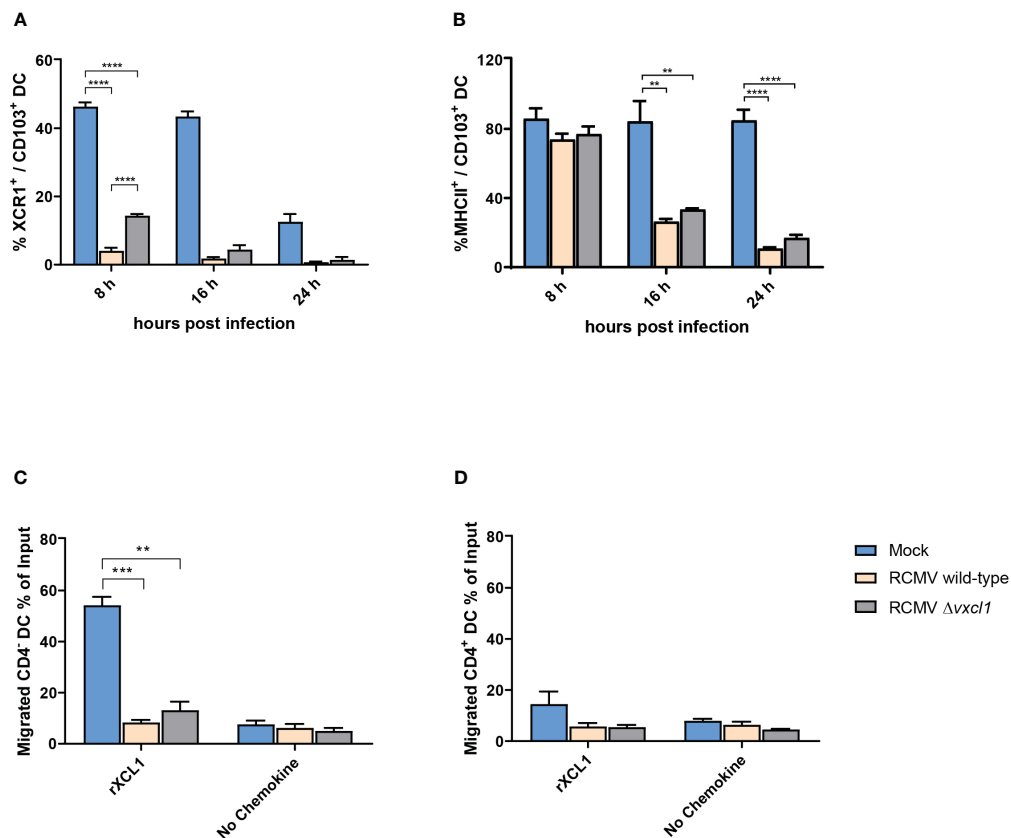 A
% XCR1⁺ / CD103⁺ DC
60
40
20
0
****
****
****
8 h
16 h
24 h
hours post infection
B
%MHCII⁺ / CD103⁺ DC
120
80
40
0
**
**
****
****
8 h
16 h
24 h
hours post infection
C
Migrated CD4⁻ DC % of Input
80
60
40
20
0
**
***
rXCL1
No Chemokine
D
Migrated CD4⁺ DC % of Input
80
60
40
20
0
rXCL1
No Chemokine
Mock
RCMV wild-type
RCMV Δvxcl1